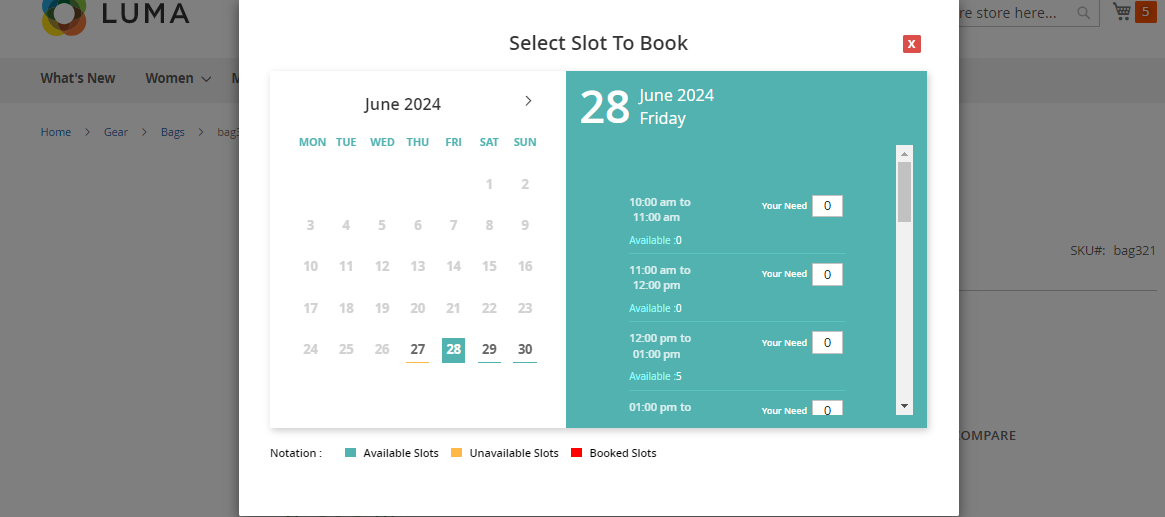 LUMA
re store here...
5
What's New
Women
M
Home
Gear
Bags
bag3
SKU#: bag321
COMPARE
Select Slot To Book
X
June 2024
MON TUE WED THU FRI SAT SUN
1 2
3 4 5 6 7 8 9
10 11 12 13 14 15 16
17 18 19 20 21 22 23
24 25 26 27 28 29 30
28
June 2024
Friday
10:00 am to
11:00 am
Your Need 0
Available :0
11:00 am to
12:00 pm
Your Need 0
Available :0
12:00 pm to
01:00 pm
Your Need 0
Available :5
01:00 pm to
Your Need 0
Notation :
Available Slots
Unavailable Slots
Booked Slots